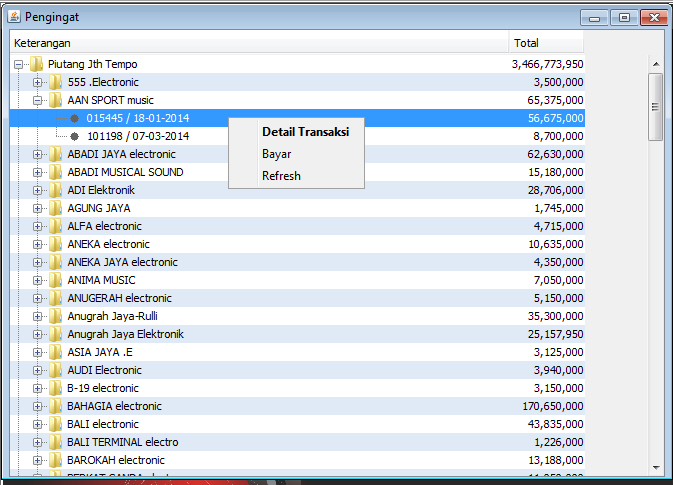 Pengingat
Keterangan Total
Piutang Jth Tempo 3,466,773,950
555 .Electronic 3,500,000
AAN SPORT music 65,375,000
015445 / 18-01-2014 56,675,000
101198 / 07-03-2014 8,700,000
Detail Transaksi
Bayar
Refresh
ABADI JAYA electronic 62,630,000
ABADI MUSICAL SOUND 15,180,000
ADI Elektronik 28,706,000
AGUNG JAYA 1,745,000
ALFA electronic 4,715,000
ANEKA electronic 10,635,000
ANEKA JAYA electronic 4,350,000
ANIMA MUSIC 7,050,000
ANUGERAH electronic 5,150,000
Anugrah Jaya-Rulli 35,300,000
Anugrah Jaya Elektronik 25,157,950
ASIA JAYA .E 3,125,000
AUDI Electronic 3,940,000
B-19 electronic 3,150,000
BAHAGIA electronic 170,650,000
BALI electronic 43,835,000
BALI TERMINAL electro 1,226,000
BAROKAH electronic 13,188,000